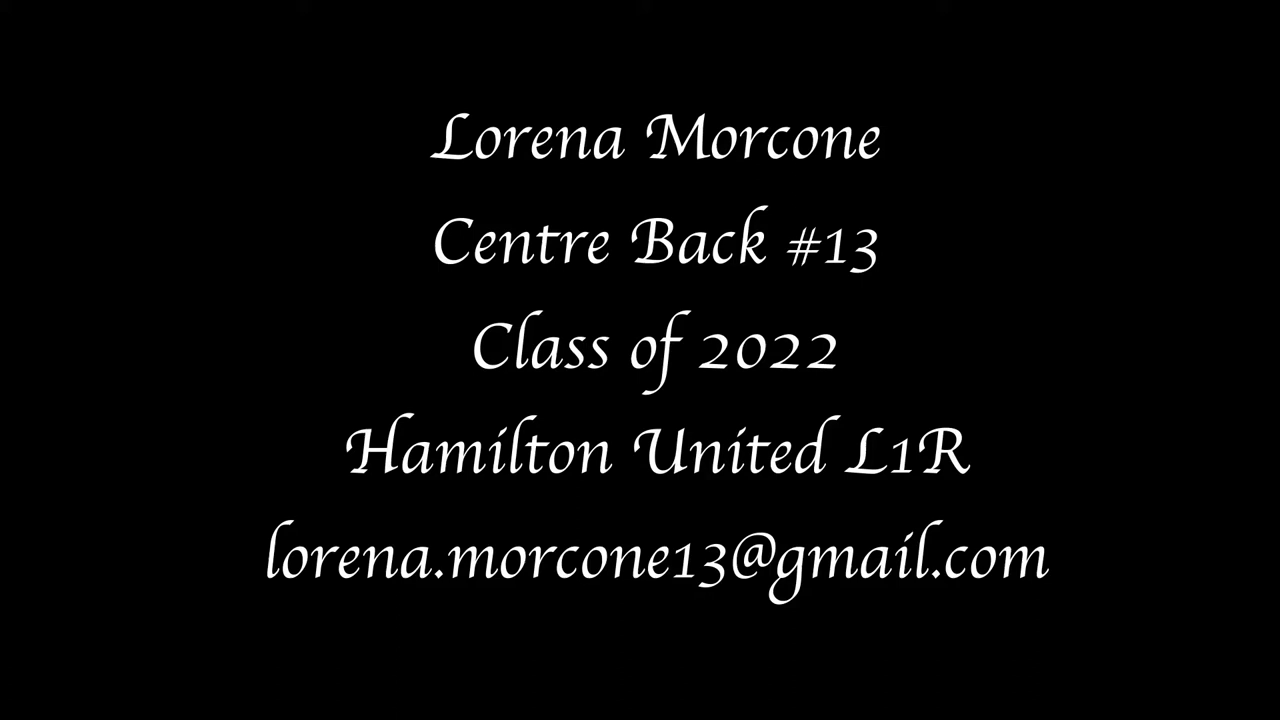 Lorena Morcone
Centre Back #13
Class of 2022
Hamilton United L1R
lorena.morcone13@gmail.com